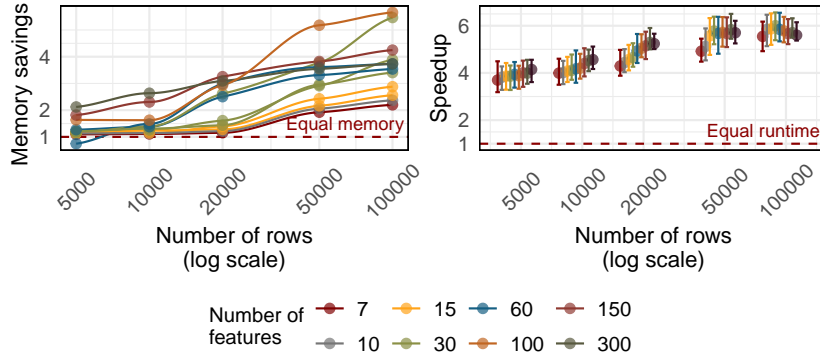 Memory savings
4
2
1
Equal memory
5000
10000
20000
50000
100000
Number of rows
(log scale)
Speedup
6
4
2
1
Equal runtime
5000
10000
20000
50000
100000
Number of rows
(log scale)
Number of
features
7
15
60
150
10
30
100
300